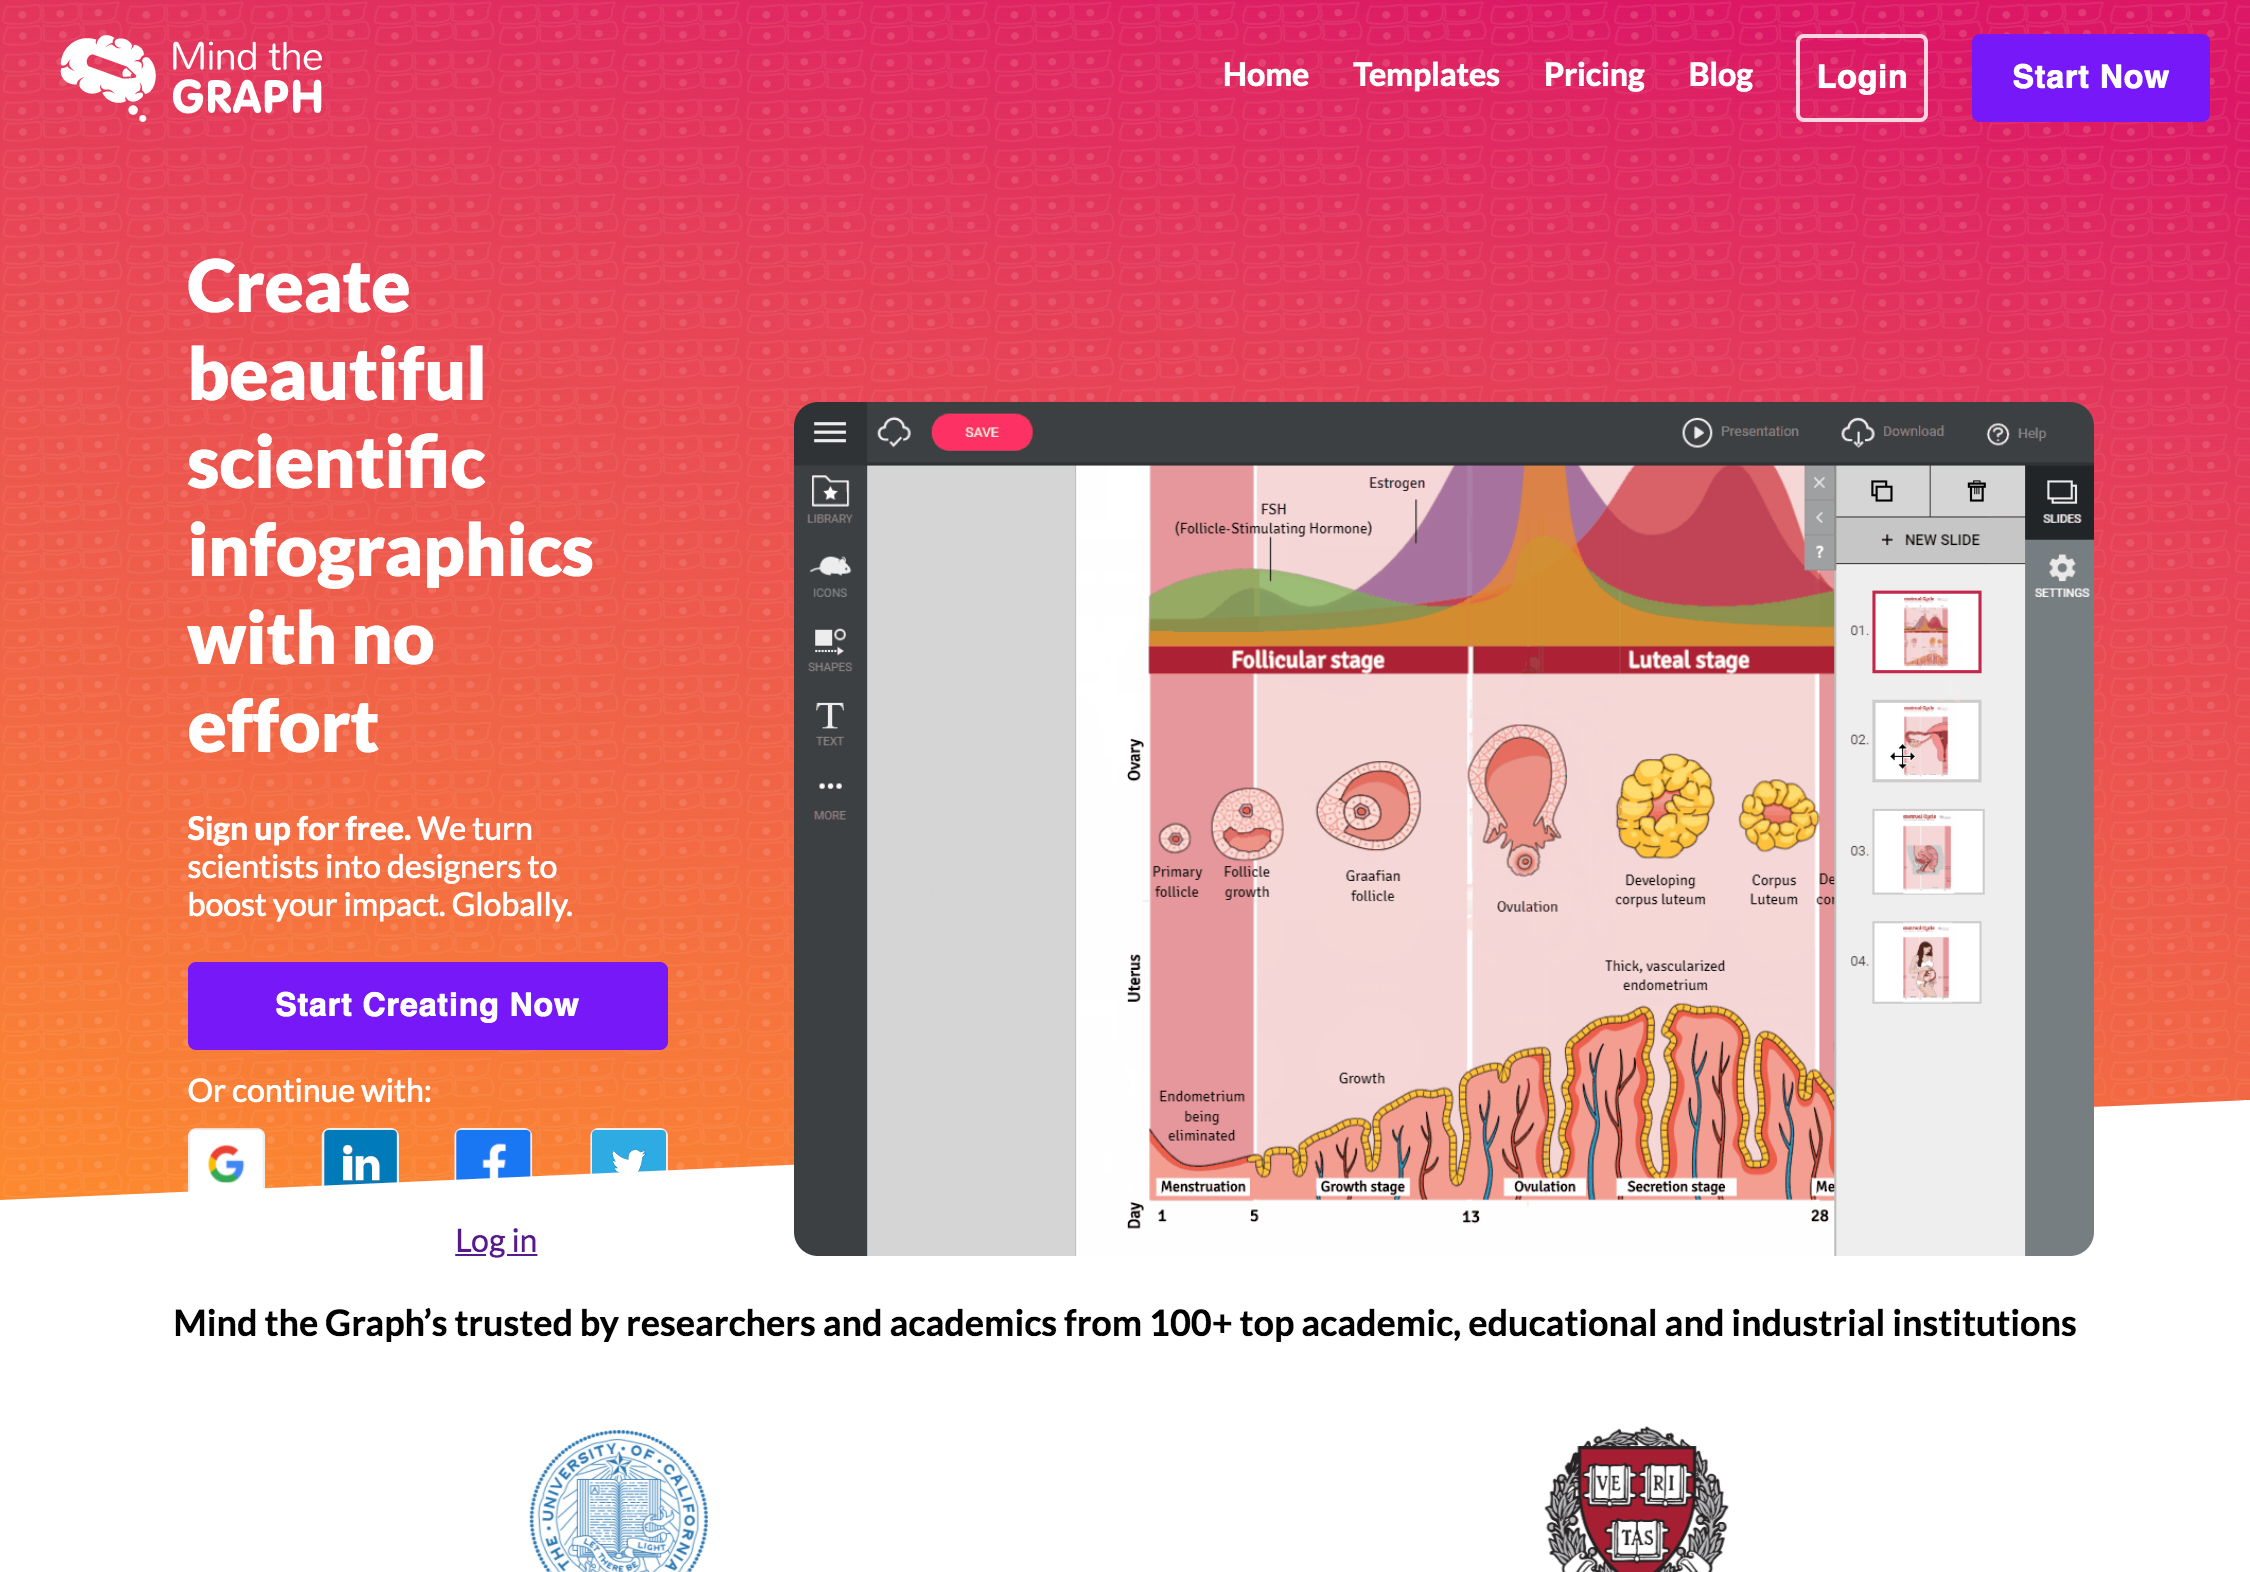 Mind the
GRAPH
Home
Templates
Pricing
Blog
Login
Start Now
Create
beautiful
scientific
infographics
with no
effort
Sign up for free. We turn
scientists into designers to
boost your impact. Globally.
Start Creating Now
Or continue with:
Log in
SAVE
Presentation
Download
Help
LIBRARY
ICONS
SHAPES
TEXT
MORE
Estrogen
FSH
(Follicle-Stimulating Hormone)
Follicular stage
Luteal stage
Ovary
Primary
follicle
Follicle
growth
Graafian
follicle
Ovulation
Developing
corpus luteum
Corpus
Luteum
De
cor
Uterus
Thick, vascularized
endometrium
Growth
Endometrium
being
eliminated
Menstruation
Growth stage
Ovulation
Secretion stage
Me
Day
1
5
13
28
+ NEW SLIDE
01.
02.
03.
04.
SLIDES
SETTINGS
Mind the Graph’s trusted by researchers and academics from 100+ top academic, educational and industrial institutions
THE · UNIVERSITY · OF · CALIFORNIA
LET THERE BE
LIGHT
VE RI
TAS